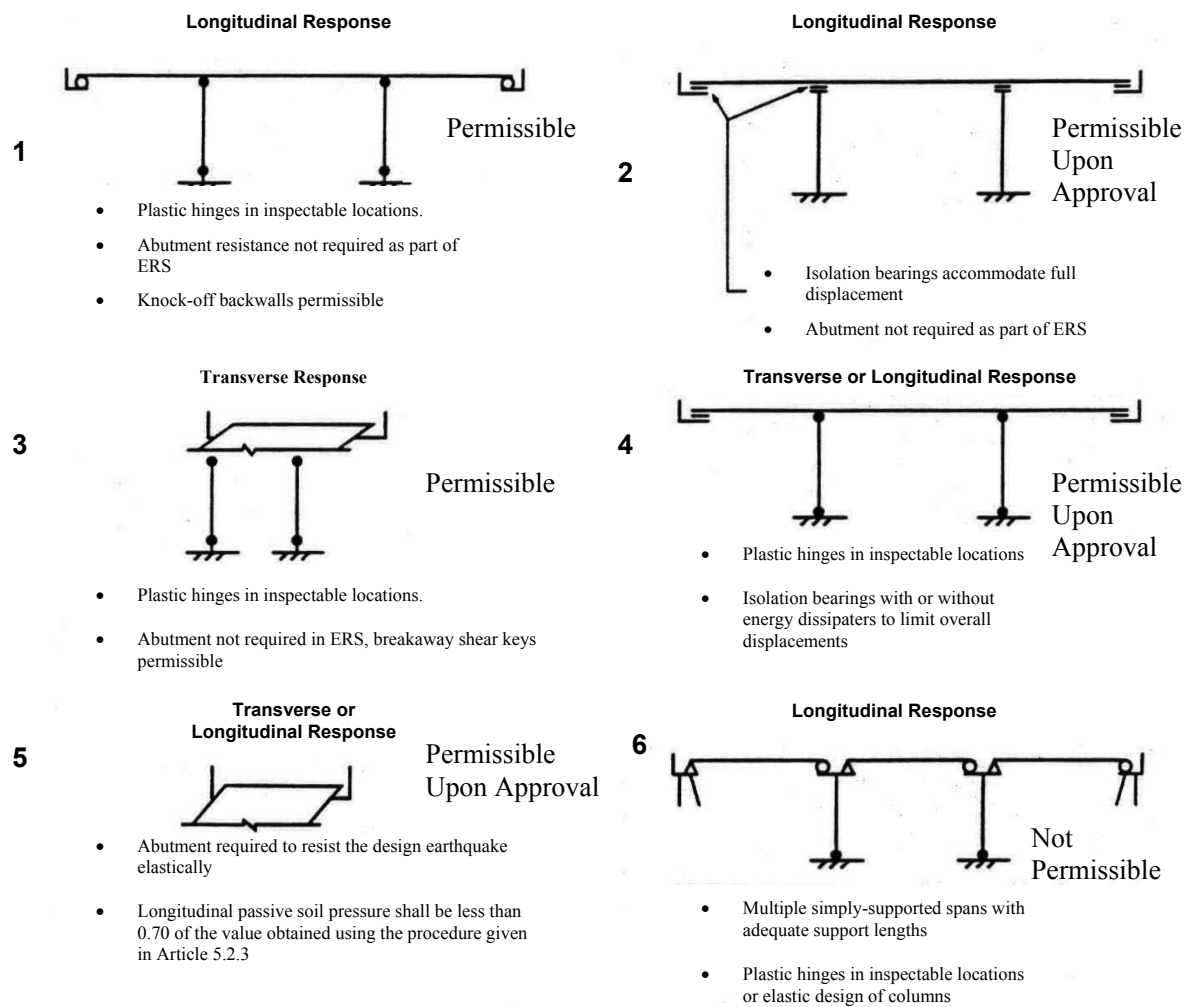 Longitudinal Response
1
Permissible
• Plastic hinges in inspectable locations.
• Abutment resistance not required as part of
ERS
• Knock-off backwalls permissible
Longitudinal Response
2
Permissible
Upon
Approval
• Isolation bearings accommodate full
displacement
• Abutment not required as part of ERS
Transverse Response
3
Permissible
• Plastic hinges in inspectable locations.
• Abutment not required in ERS, breakaway shear keys
permissible
Transverse or Longitudinal Response
4
Permissible
Upon
Approval
• Plastic hinges in inspectable locations
• Isolation bearings with or without
energy dissipaters to limit overall
displacements
Transverse or
Longitudinal Response
5
Permissible
Upon Approval
• Abutment required to resist the design earthquake
elastically
• Longitudinal passive soil pressure shall be less than
0.70 of the value obtained using the procedure given
in Article 5.2.3
Longitudinal Response
6
Not
Permissible
• Multiple simply-supported spans with
adequate support lengths
• Plastic hinges in inspectable locations
or elastic design of columns